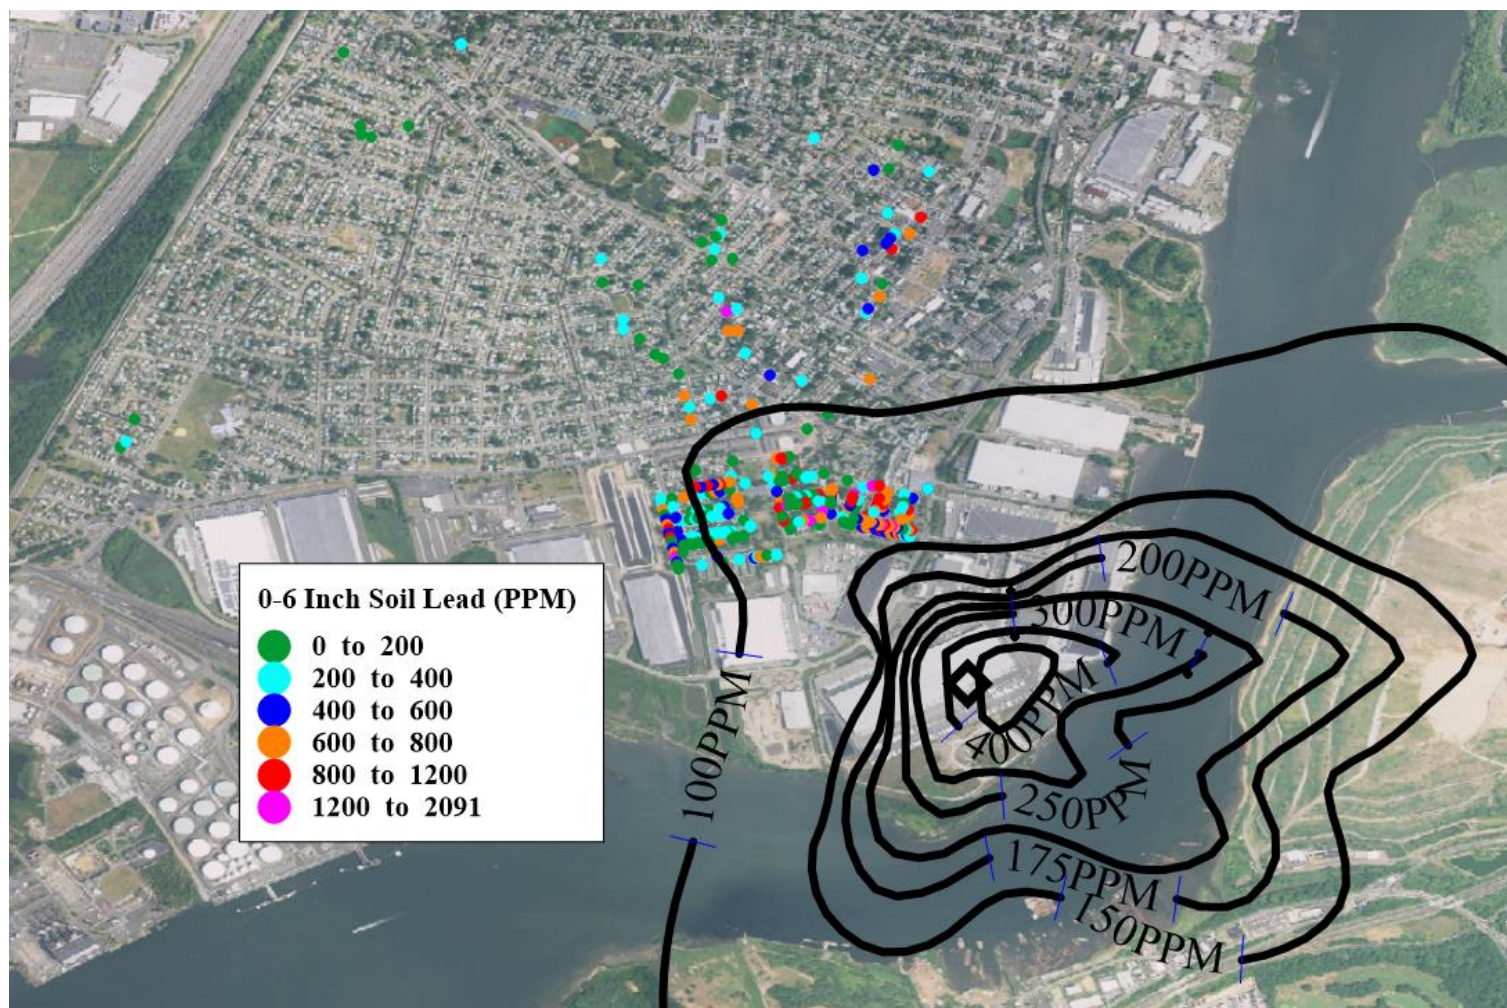 200PPM
300PPM
400PPM
100PPM
250PPM
175PPM
150PPM
0-6 Inch Soil Lead (PPM)
0 to 200
200 to 400
400 to 600
600 to 800
800 to 1200
1200 to 2091